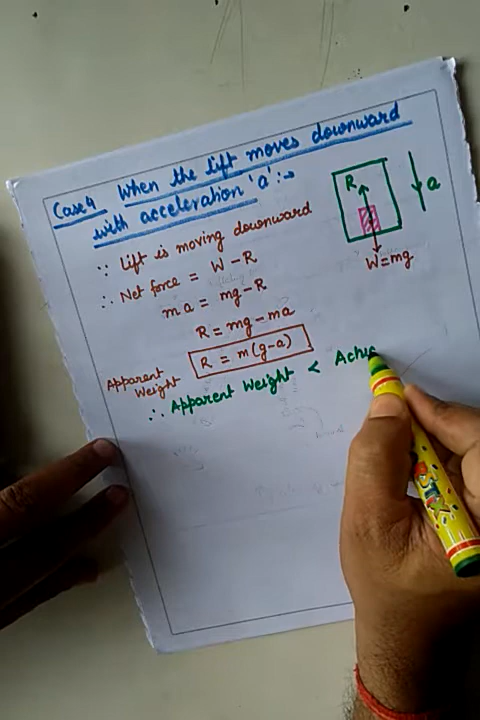 Case 4 When the lift moves downward
with acceleration 'a' :→
R
a
W=mg
∵ Lift is moving downward
∴ Net force = W - R
ma = mg - R
R = mg - ma
Apparent Weight R = m(g-a)
∴ Apparent Weight <